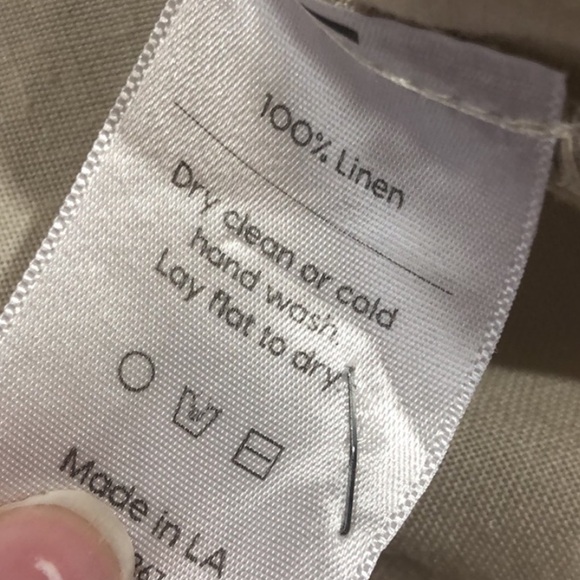 100% Linen
Dry clean or cold
hand wash.
Lay flat to dry
Made in LA